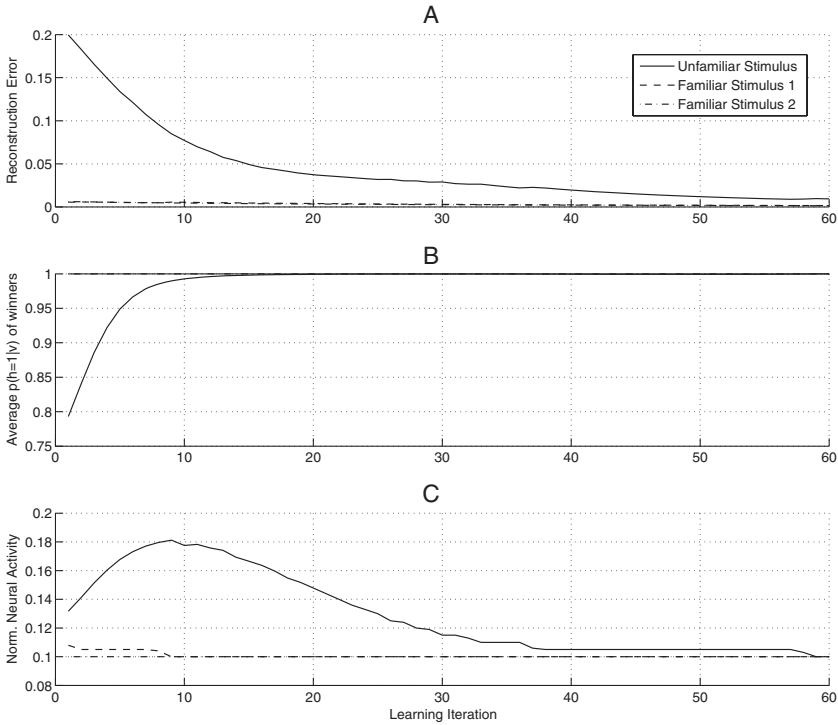 A
0.2
0.15
0.1
0.05
0
Reconstruction Error
Unfamiliar Stimulus
Familiar Stimulus 1
Familiar Stimulus 2
0 10 20 30 40 50 60
B
1
0.95
0.9
0.85
0.8
0.75
Average p(h=1|v) of winners
0 10 20 30 40 50 60
C
0.2
0.18
0.16
0.14
0.12
0.1
0.08
Norm. Neural Activity
0 10 20 30 40 50 60
Learning Iteration